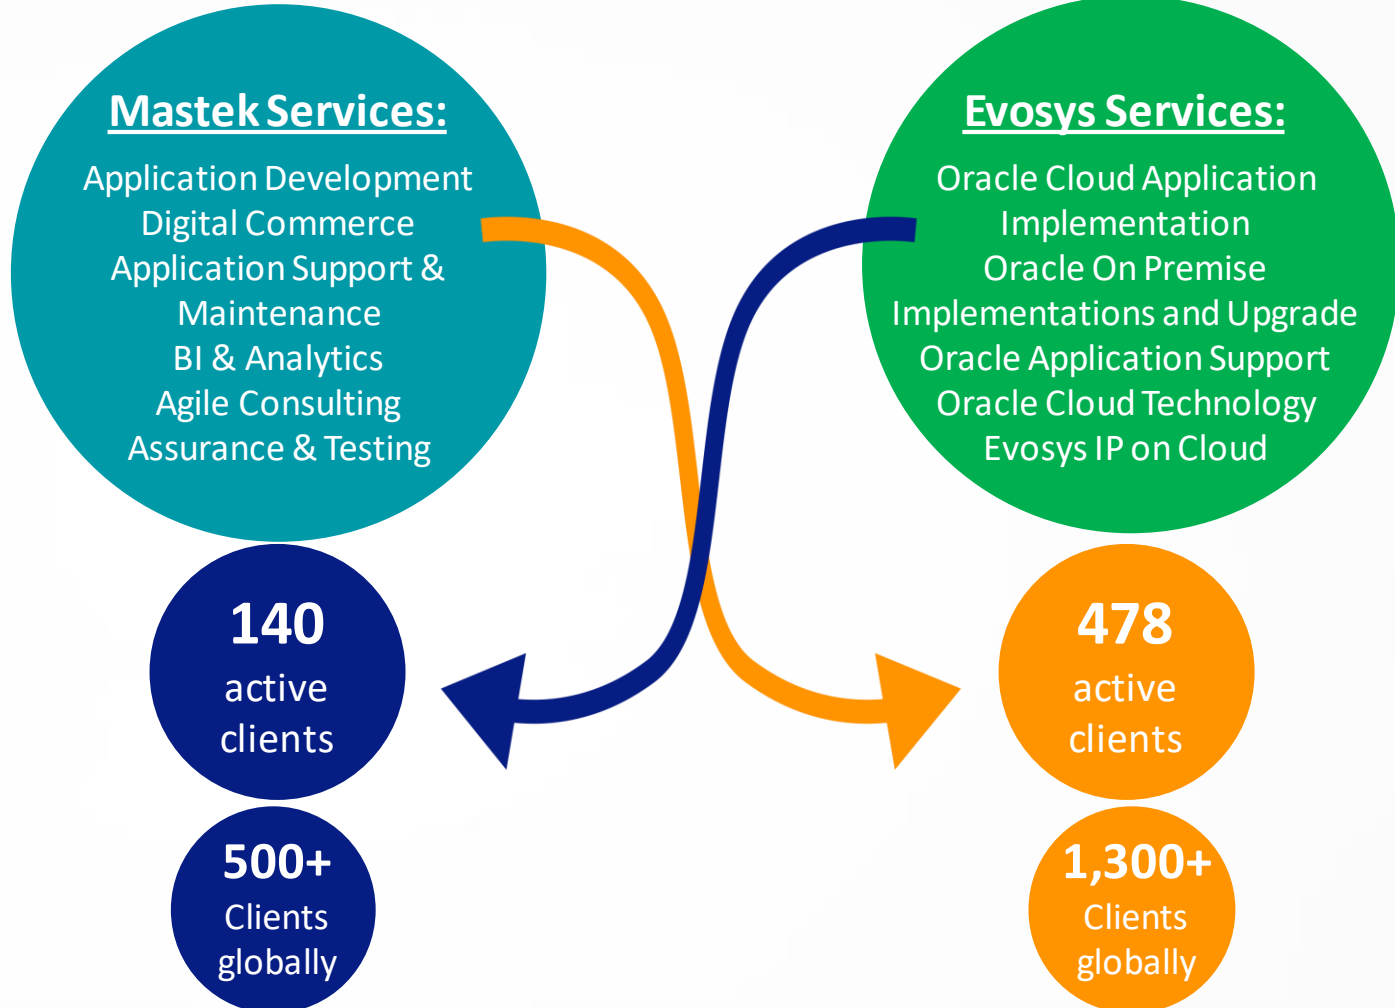 Mastek Services:
Application Development
Digital Commerce
Application Support &
Maintenance
BI & Analytics
Agile Consulting
Assurance & Testing
140
active
clients
500+
Clients
globally
Evosys Services:
Oracle Cloud Application
Implementation
Oracle On Premise
Implementations and Upgrade
Oracle Application Support
Oracle Cloud Technology
Evosys IP on Cloud
478
active
clients
1,300+
Clients
globally